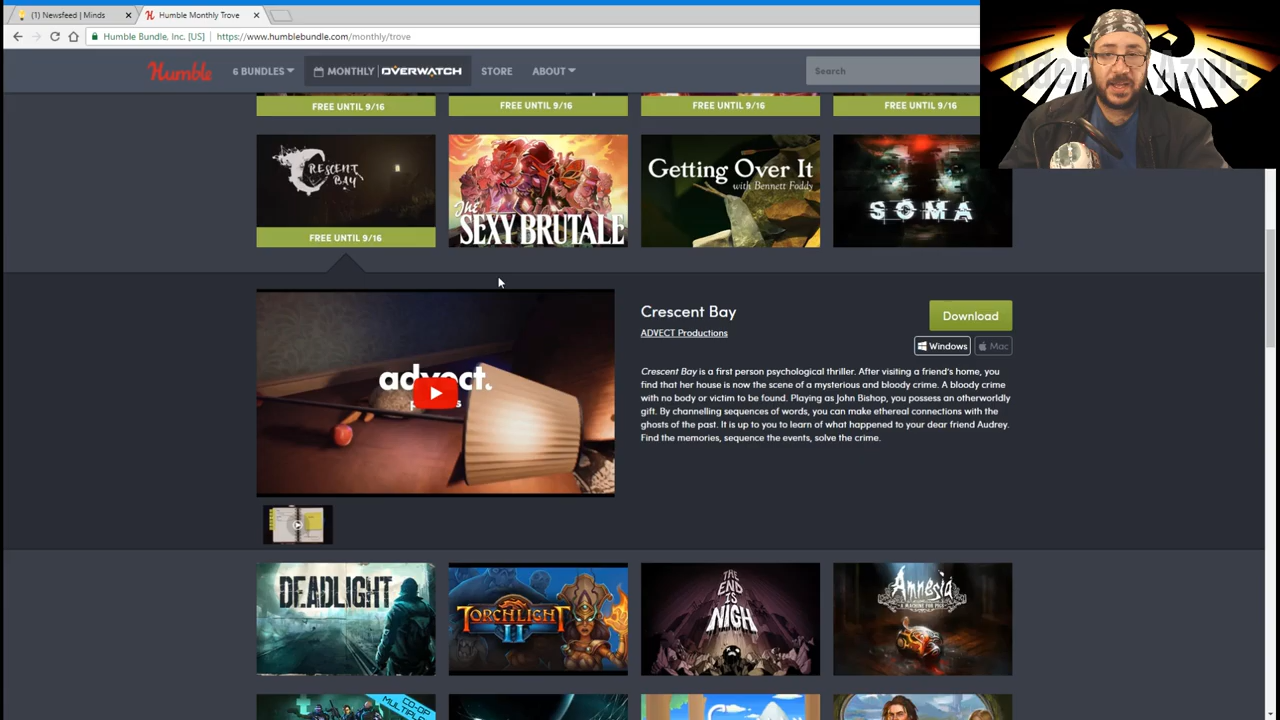 (1) Newsfeed | Minds
Humble Monthly Trove
Humble Bundle, Inc. [US]
https://www.humblebundle.com/monthly/trove
Humble
6 BUNDLES
MONTHLY
OVERWATCH
STORE
ABOUT
Search
FREE UNTIL 9/16
FREE UNTIL 9/16
FREE UNTIL 9/16
FREE UNTIL 9/16
CRESCENT
BAY
The
SEXY BRUTALE
Getting Over It
with Bennett Foddy
SOMA
FREE UNTIL 9/16
advect.
Crescent Bay
Download
ADVECT Productions
Windows
Mac
Crescent Bay is a first person psychological thriller. After visiting a friend's home, you
find that her house is now the scene of a mysterious and bloody crime. A bloody crime
with no body or victim to be found. Playing as John Bishop, you possess an otherworldly
gift. By channelling sequences of words, you can make ethereal connections with the
ghosts of the past. It is up to you to learn of what happened to your dear friend Audrey.
Find the memories, sequence the events, solve the crime.
DEADLIGHT
TORCHLIGHT
II
THE
END
IS
NIGH
Amnesia
A MACHINE FOR PIGS
CO-OP